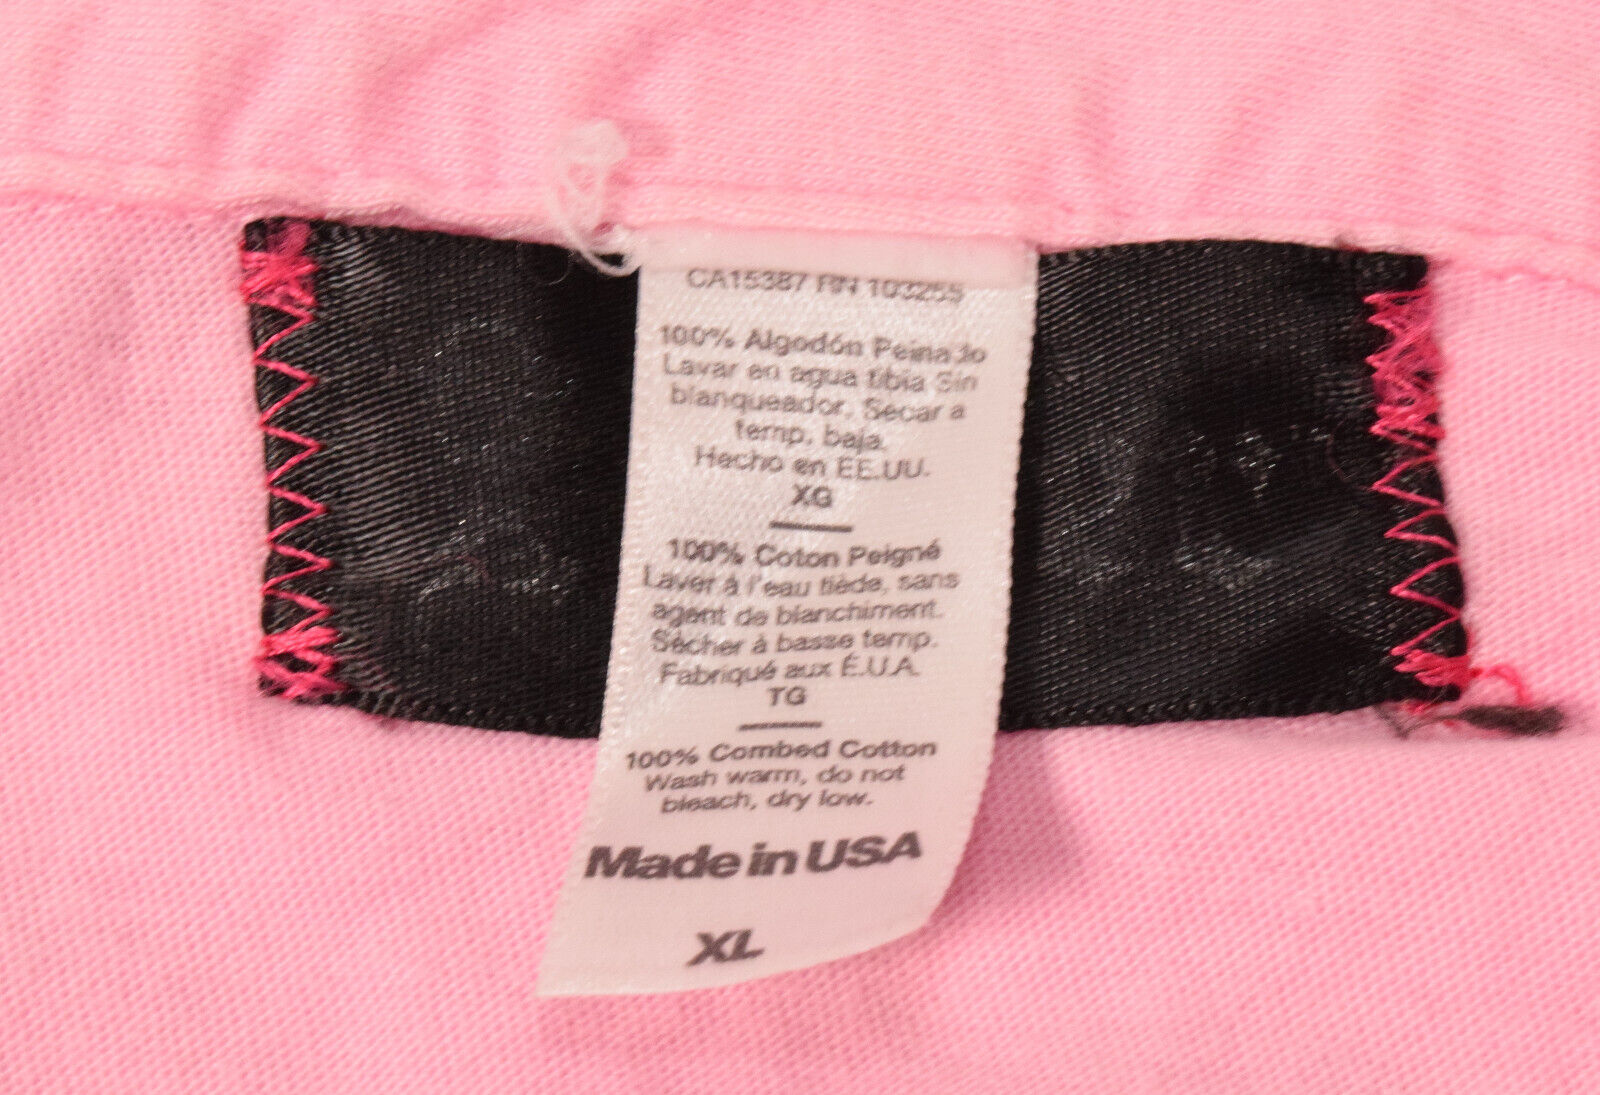 CA15387 RN 103255
100% Algodón Peinado
Lavar en agua tibia Sin
blanqueador, Secar a
temp. baja.
Hecho en EE.UU.
XG
100% Coton Peigné
Laver à l'eau tiède, sans
agent de blanchiment.
Sécher à basse temp.
Fabriqué aux É.U.A.
TG
100% Combed Cotton
Wash warm, do not
bleach, dry low.
Made in USA
XL